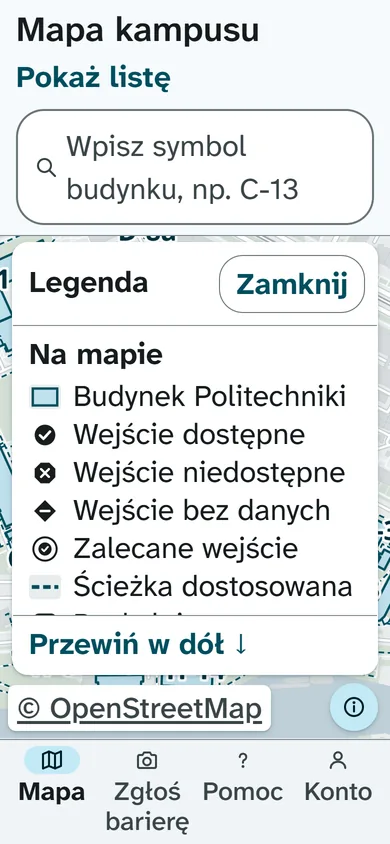 Mapa kampusu
Pokaż listę
Wpisz symbol
budynku, np. C-13
Legenda
Zamknij
Na mapie
Budynek Politechniki
Wejście dostępne
Wejście niedostępne
Wejście bez danych
Zalecane wejście
Ścieżka dostosowana
Przewiń w dół ↓
© OpenStreetMap
Mapa
Zgłoś
barierę
Pomoc
Konto